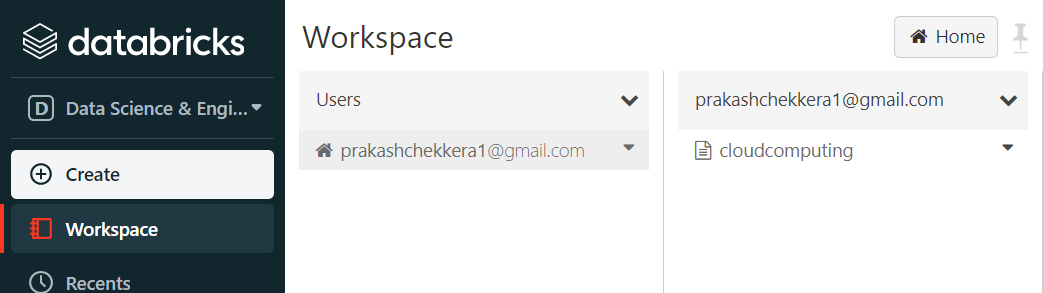 databricks
Data Science & Engi...
Create
Workspace
Recents
Workspace
Home
Users
prakashchekkera1@gmail.com
prakashchekkera1@gmail.com
cloudcomputing